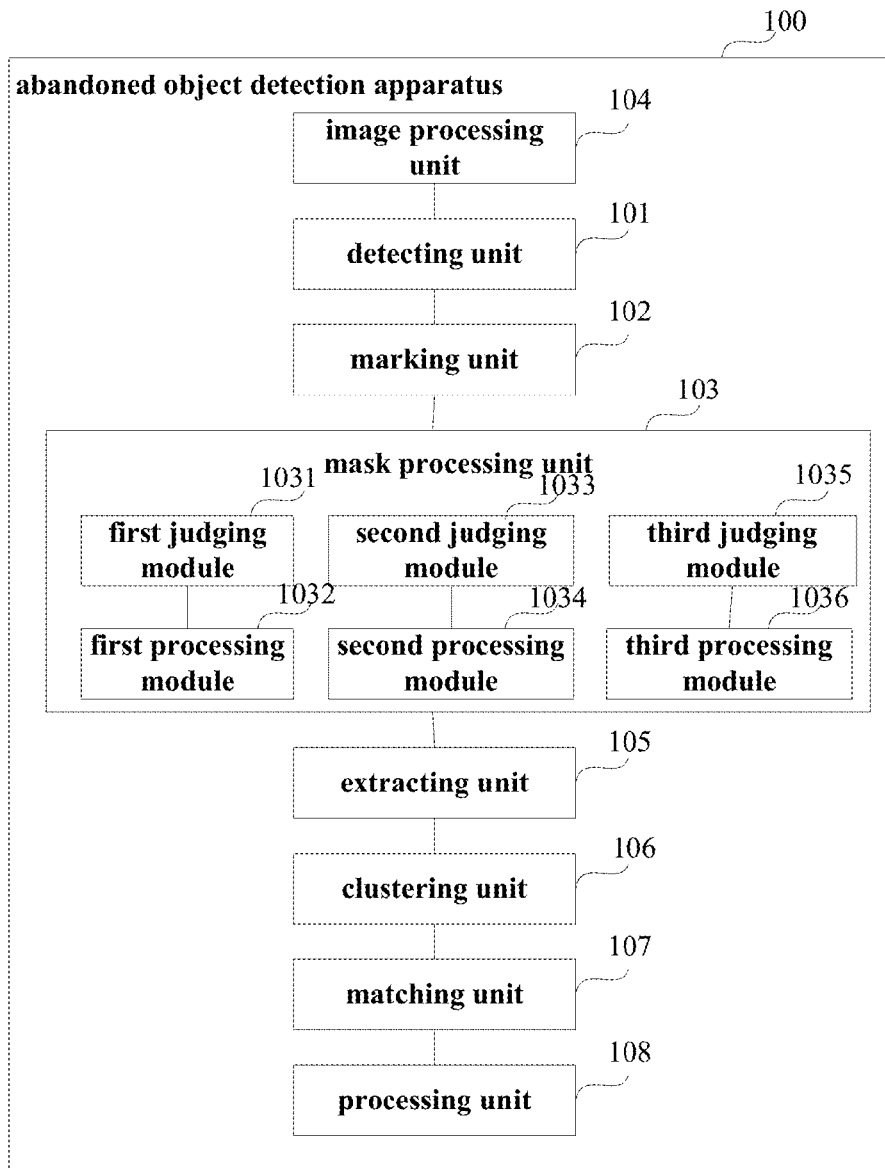 100
abandoned object detection apparatus
104
image processing
unit
101
detecting unit
102
marking unit
103
mask processing unit
1031
1033
1035
first judging
module
second judging
module
third judging
module
1032
1034
1036
first processing
module
second processing
module
third processing
module
105
extracting unit
106
clustering unit
107
matching unit
108
processing unit